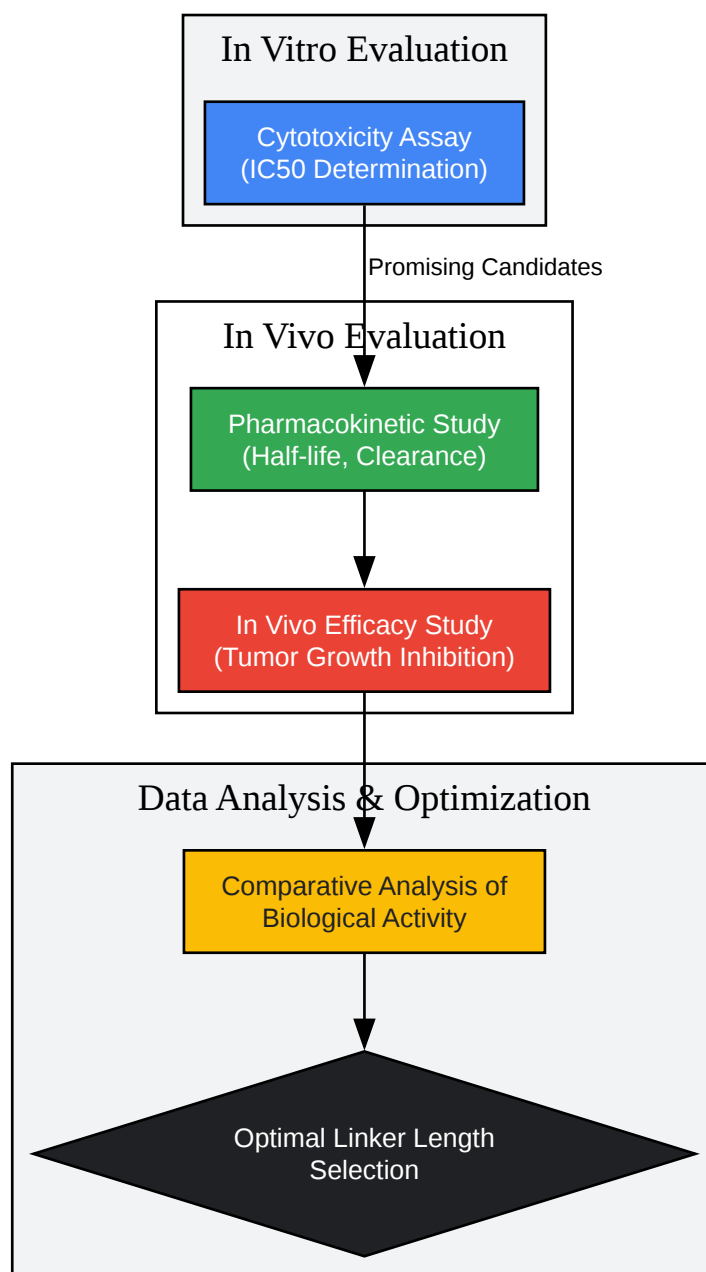 In Vitro Evaluation
Cytotoxicity Assay
(IC50 Determination)
Promising Candidates
In Vivo Evaluation
Pharmacokinetic Study
(Half-life, Clearance)
In Vivo Efficacy Study
(Tumor Growth Inhibition)
Data Analysis & Optimization
Comparative Analysis of
Biological Activity
Optimal Linker Length
Selection